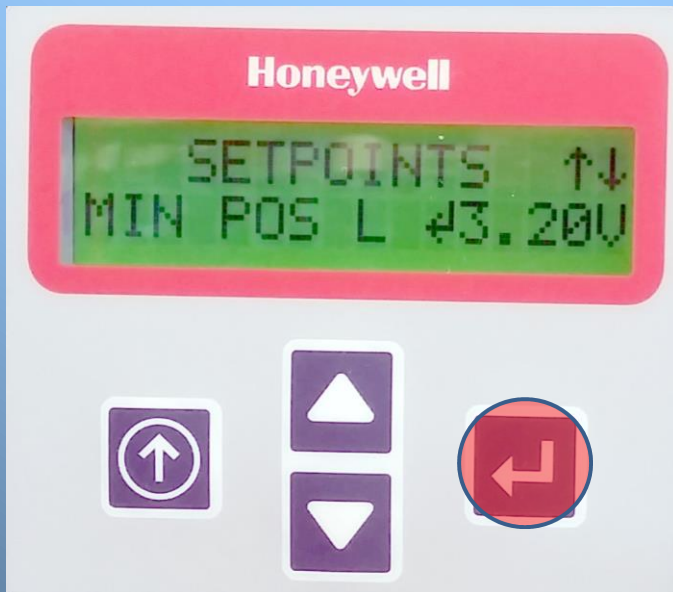 Honeywell
SETPOINTS ↑↓
MIN POS L ↲3.20V